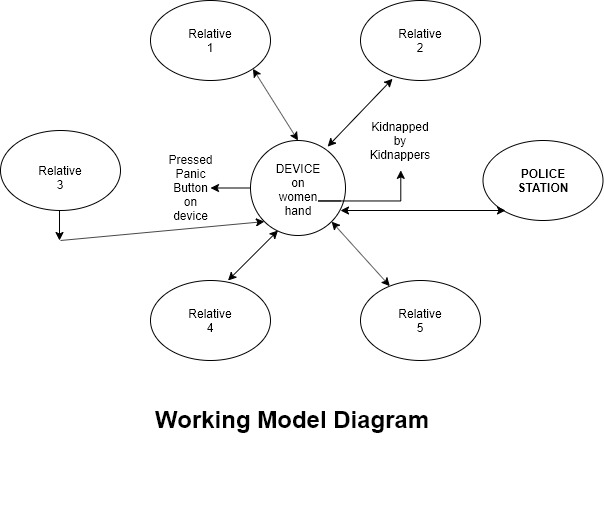 Relative
1
Relative
2
Kidnapped
by
Kidnappers
Relative
3
Pressed
Panic
Button
on
device
DEVICE
on
women
hand
POLICE
STATION
Relative
4
Relative
5
Working Model Diagram